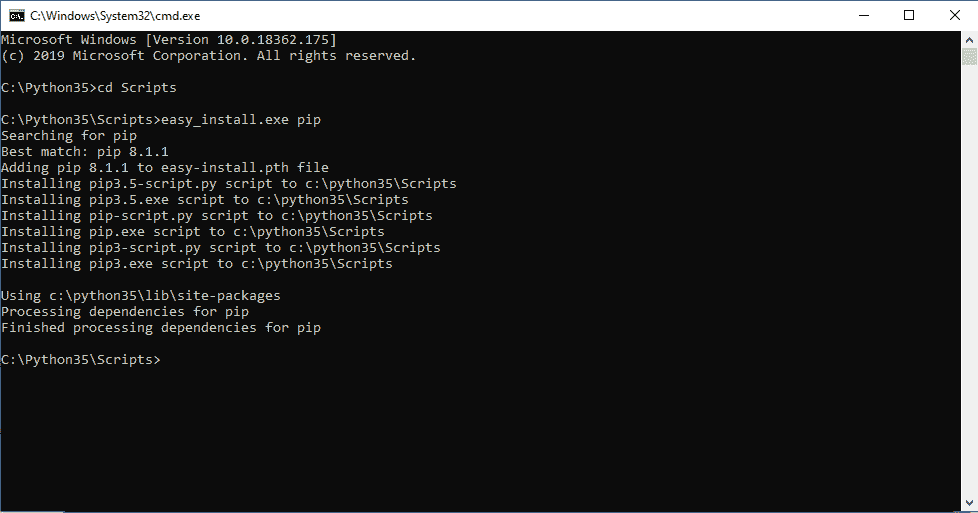 C:\Windows\System32\cmd.exe
Microsoft Windows [Version 10.0.18362.175]
(c) 2019 Microsoft Corporation. All rights reserved.
C:\Python35>cd Scripts
C:\Python35\Scripts>easy_install.exe pip
Searching for pip
Best match: pip 8.1.1
Adding pip 8.1.1 to easy-install.pth file
Installing pip3.5-script.py script to c:\python35\Scripts
Installing pip3.5.exe script to c:\python35\Scripts
Installing pip-script.py script to c:\python35\Scripts
Installing pip.exe script to c:\python35\Scripts
Installing pip3-script.py script to c:\python35\Scripts
Installing pip3.exe script to c:\python35\Scripts
Using c:\python35\lib\site-packages
Processing dependencies for pip
Finished processing dependencies for pip
C:\Python35\Scripts>